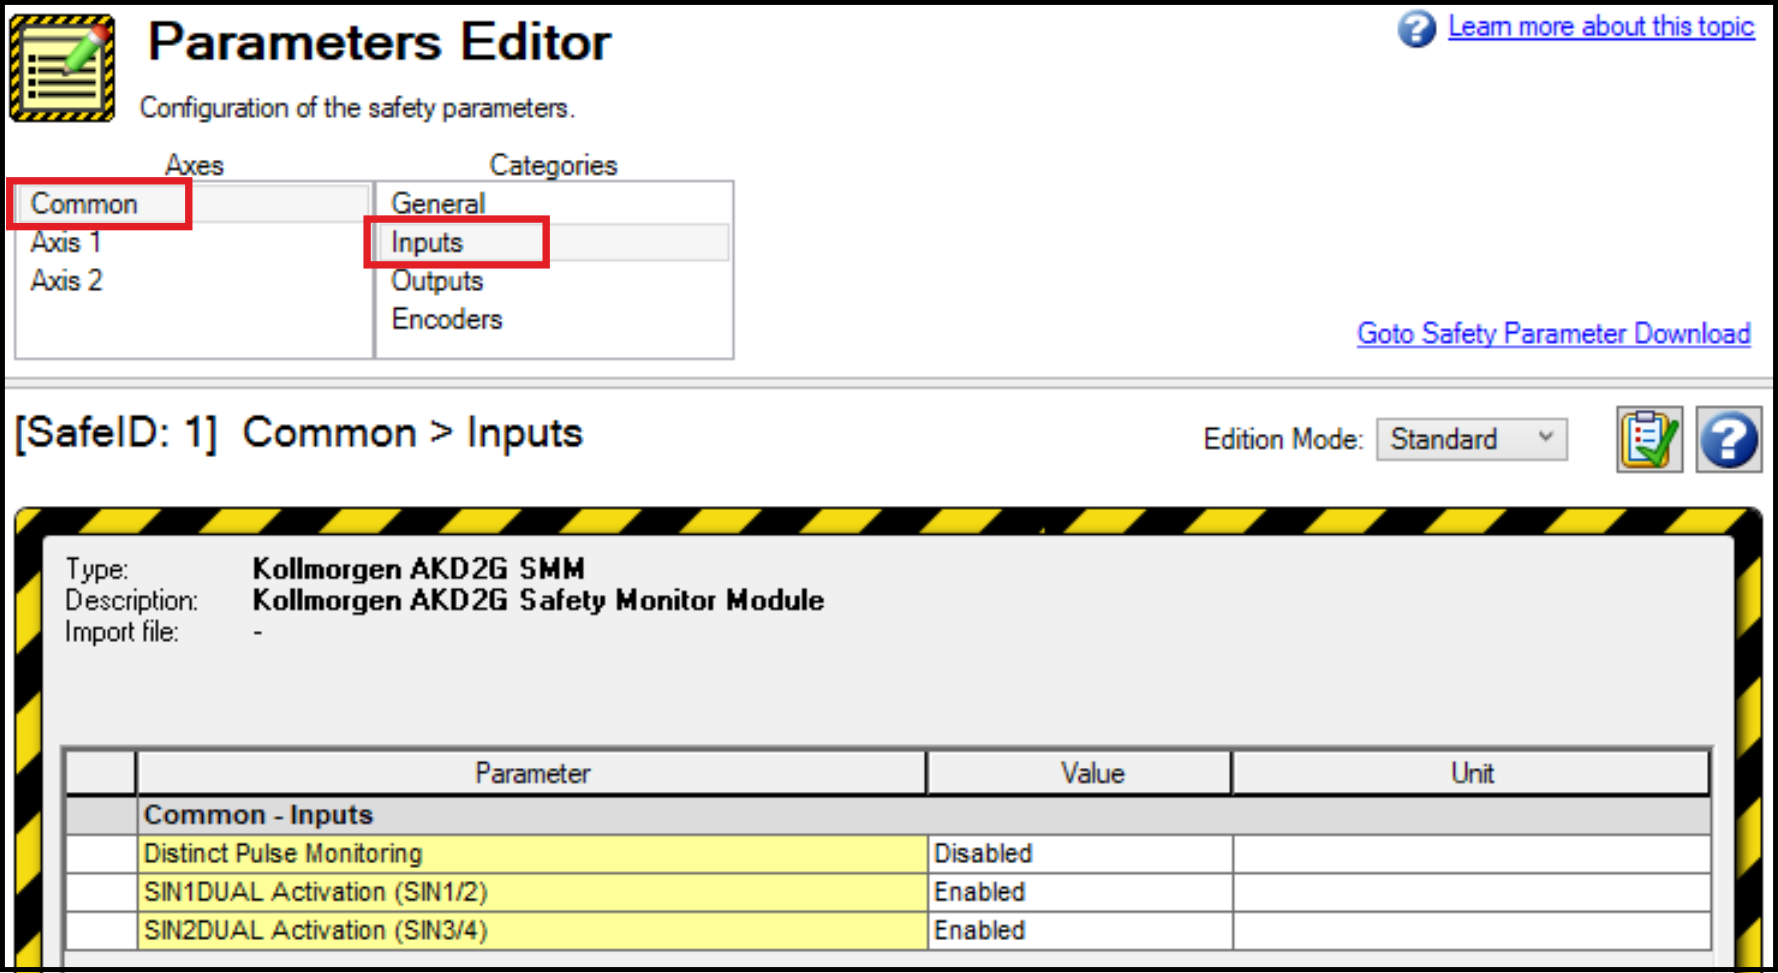 Parameters Editor
Learn more about this topic
Configuration of the safety parameters.
Axes
Categories
Common
Axis 1
Axis 2
General
Inputs
Outputs
Encoders
Goto Safety Parameter Download
[SafeID: 1] Common > Inputs
Edition Mode: Standard
Type: Kollmorgen AKD2G SMM
Description: Kollmorgen AKD2G Safety Monitor Module
Import file: -
Parameter Value Unit
Common - Inputs
Distinct Pulse Monitoring Disabled
SIN1DUAL Activation (SIN1/2) Enabled
SIN2DUAL Activation (SIN3/4) Enabled